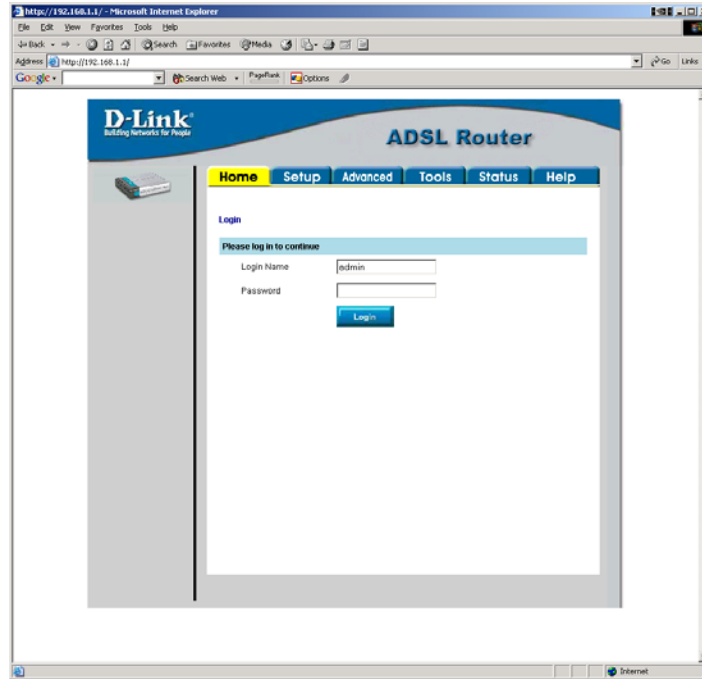 http://192.168.1.1/ - Microsoft Internet Explorer
File Edit View Favorites Tools Help
Back Search Favorites Media
Address http://192.168.1.1/ Go Links
Google Search Web PageRank Options
D-Link
Building Networks for People
ADSL Router
Home Setup Advanced Tools Status Help
Login
Please log in to continue
Login Name admin
Password
Login
Internet